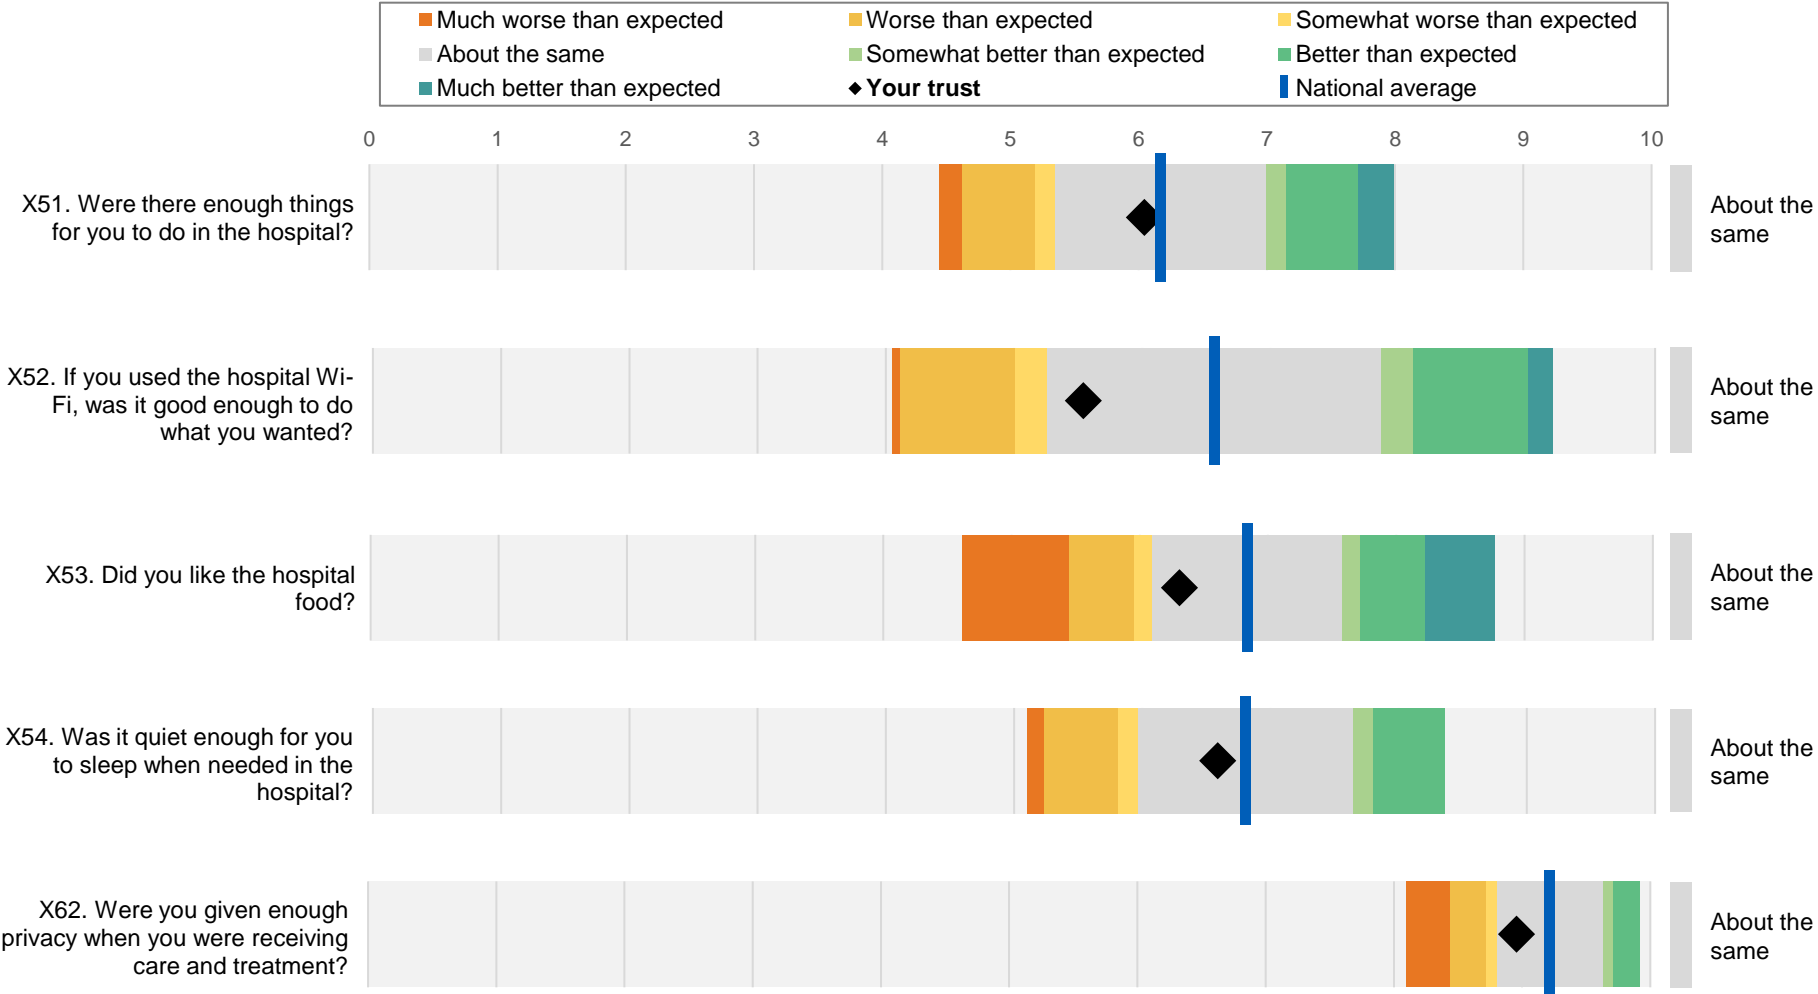 Much worse than expected
Worse than expected
Somewhat worse than expected
About the same
Somewhat better than expected
Better than expected
Much better than expected
Your trust
National average
0 1 2 3 4 5 6 7 8 9 10
X51. Were there enough things
for you to do in the hospital?
About the
same
X52. If you used the hospital Wi-
Fi, was it good enough to do
what you wanted?
About the
same
X53. Did you like the hospital
food?
About the
same
X54. Was it quiet enough for you
to sleep when needed in the
hospital?
About the
same
X62. Were you given enough
privacy when you were receiving
care and treatment?
About the
same